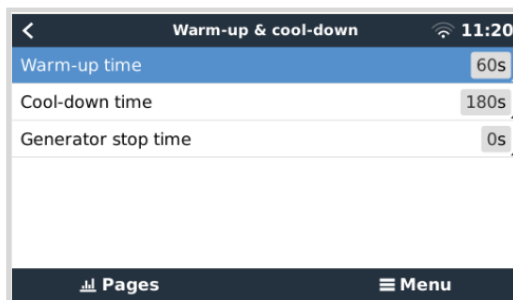 Warm-up & cool-down 11:20
Warm-up time 60s
Cool-down time 180s
Generator stop time 0s
Pages Menu